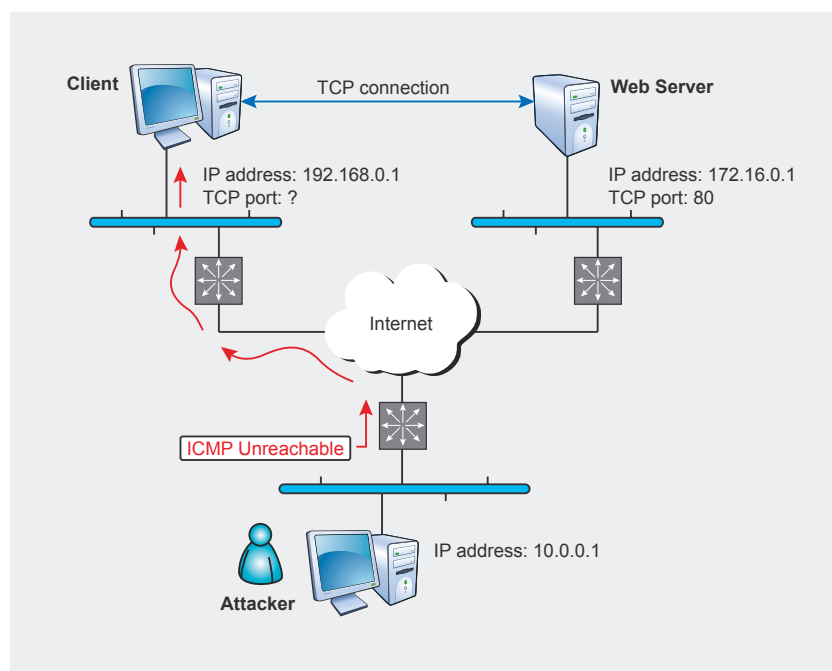 Client
TCP connection
Web Server
IP address: 192.168.0.1
TCP port: ?
IP address: 172.16.0.1
TCP port: 80
Internet
ICMP Unreachable
IP address: 10.0.0.1
Attacker